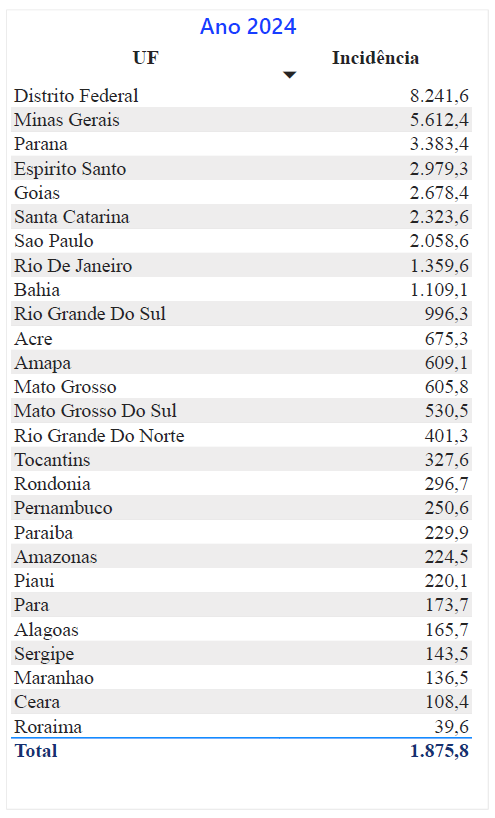 Ano 2024
UF Incidência
Distrito Federal 8.241,6
Minas Gerais 5.612,4
Parana 3.383,4
Espirito Santo 2.979,3
Goias 2.678,4
Santa Catarina 2.323,6
Sao Paulo 2.058,6
Rio De Janeiro 1.359,6
Bahia 1.109,1
Rio Grande Do Sul 996,3
Acre 675,3
Amapa 609,1
Mato Grosso 605,8
Mato Grosso Do Sul 530,5
Rio Grande Do Norte 401,3
Tocantins 327,6
Rondonia 296,7
Pernambuco 250,6
Paraiba 229,9
Amazonas 224,5
Piaui 220,1
Para 173,7
Alagoas 165,7
Sergipe 143,5
Maranhao 136,5
Ceara 108,4
Roraima 39,6
Total 1.875,8